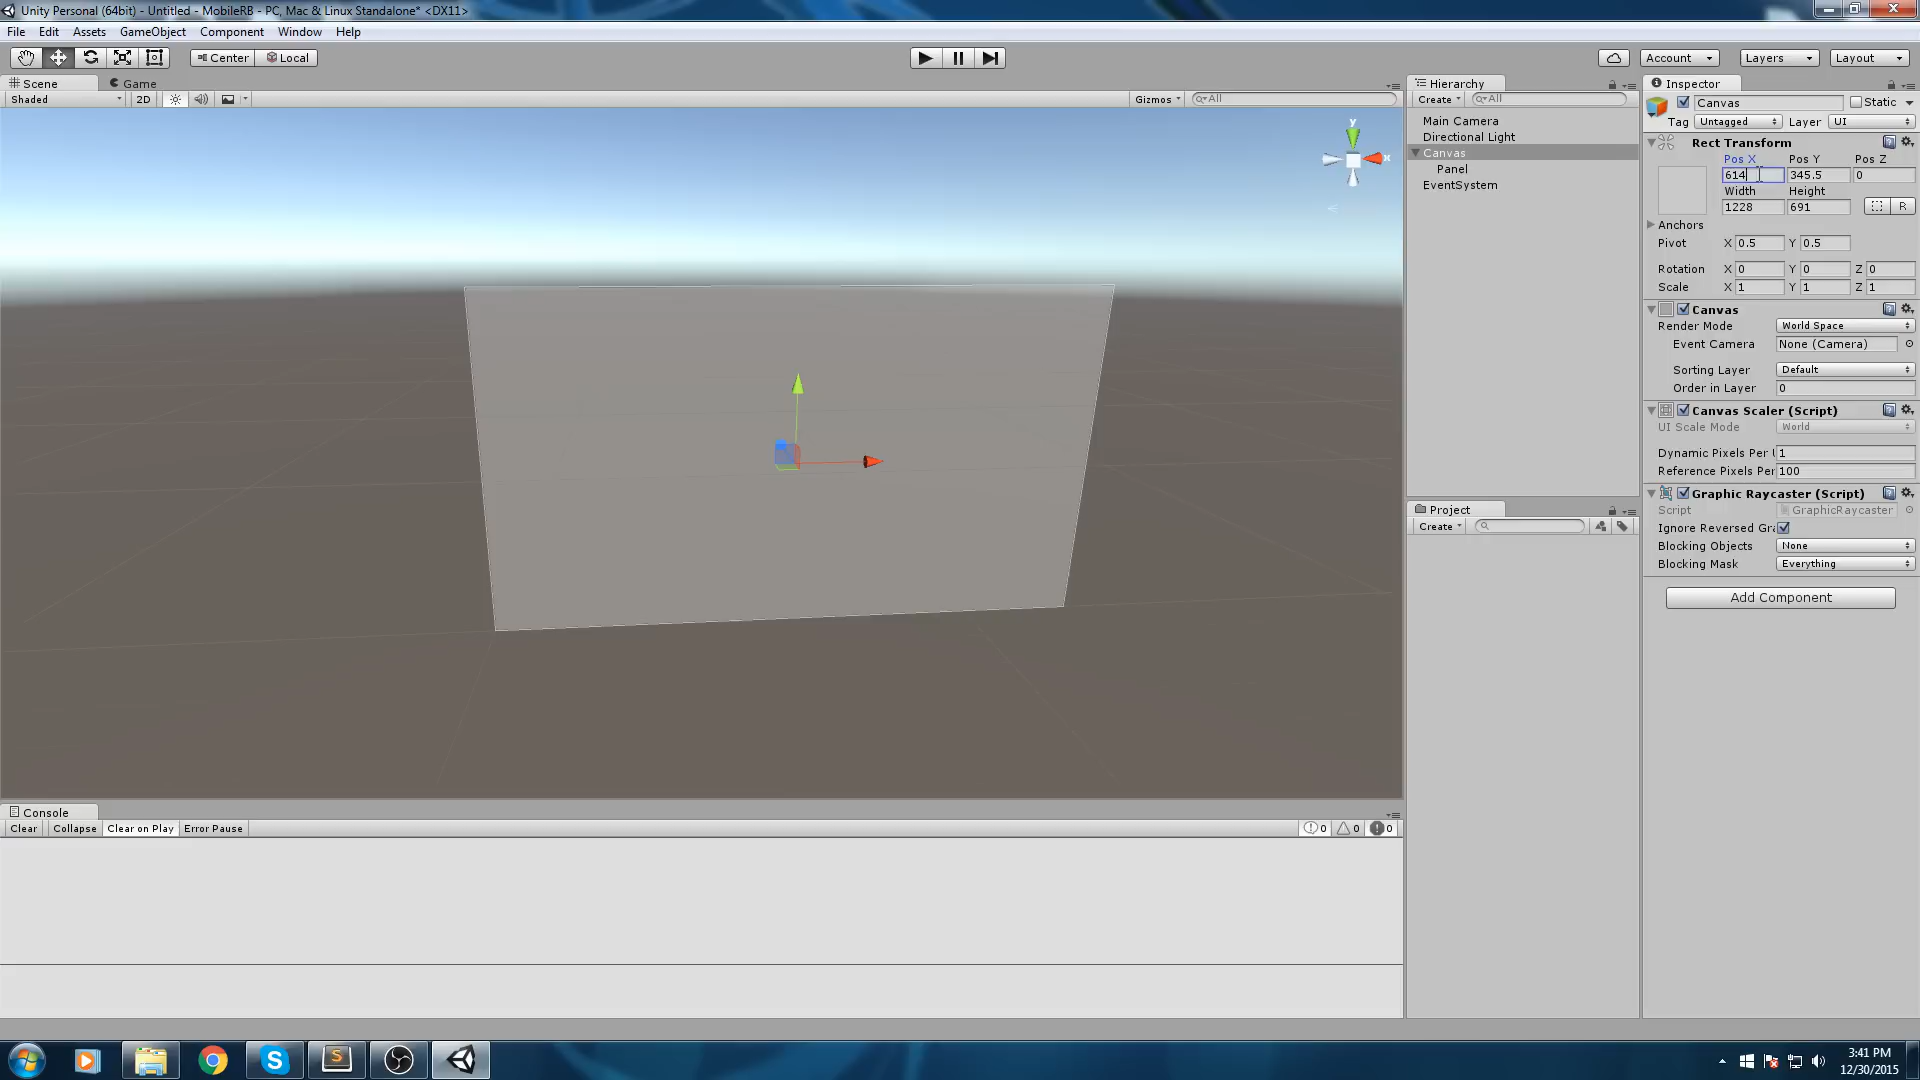 Unity Personal (64bit) - Untitled - MobileRB - PC, Mac & Linux Standalone* <DX11>
File Edit Assets GameObject Component Window Help
Center Local Account Layers Layout
Scene Game
Shaded 2D Gizmos All
y
x
Hierarchy
Create All
Main Camera
Directional Light
Canvas
Panel
EventSystem
Project
Create
Inspector
Canvas Static
Tag Untagged Layer UI
Rect Transform
Pos X Pos Y Pos Z
614 345.5 0
Width Height
1228 691 R
Anchors
Pivot X 0.5 Y 0.5
Rotation X 0 Y 0 Z 0
Scale X 1 Y 1 Z 1
Canvas
Render Mode World Space
Event Camera None (Camera)
Sorting Layer Default
Order in Layer 0
Canvas Scaler (Script)
UI Scale Mode World
Dynamic Pixels Per 1
Reference Pixels Per 100
Graphic Raycaster (Script)
Script GraphicRaycaster
Ignore Reversed Gra
Blocking Objects None
Blocking Mask Everything
Add Component
Console
Clear Collapse Clear on Play Error Pause 0 0 0
3:41 PM
12/30/2015